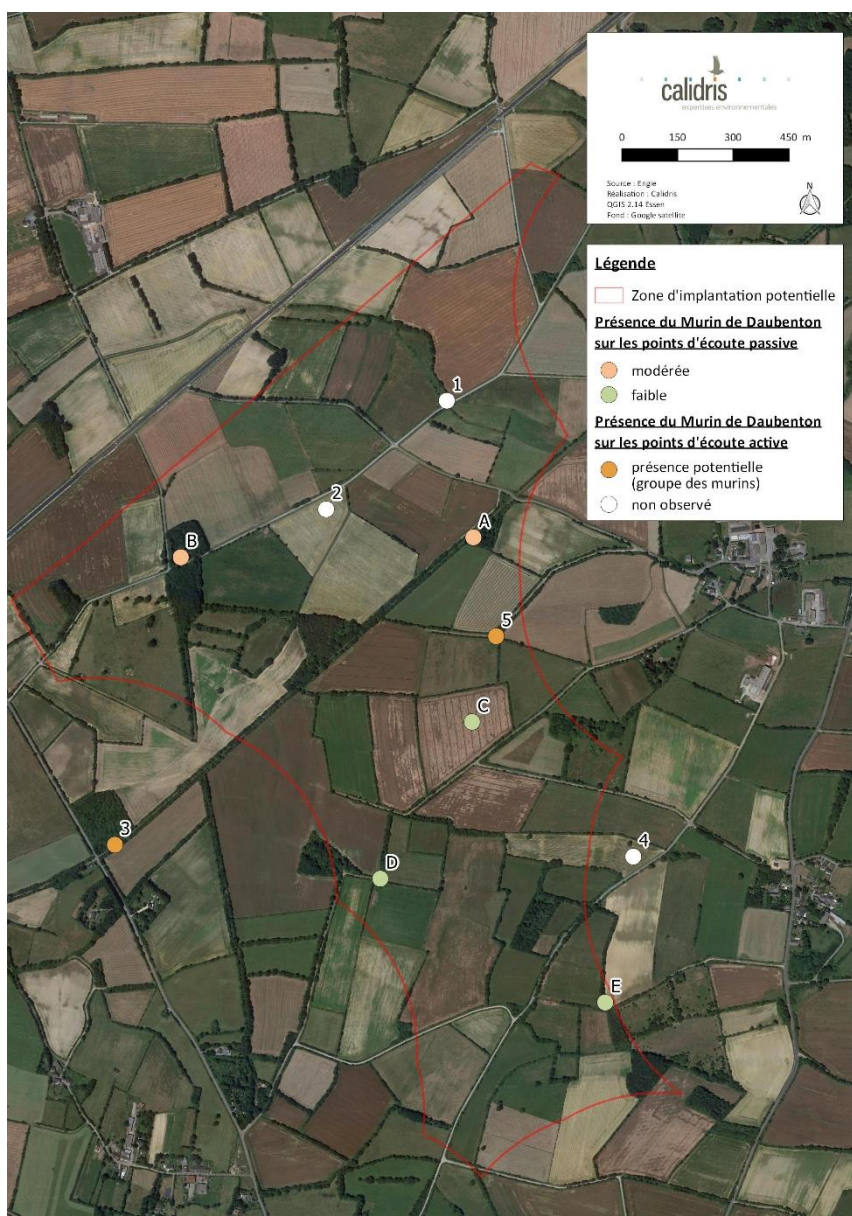 calidris
expertises environnementales
0 150 300 450 m
Source : Engie
Réalisation : Calidris
QGIS 2.14 Essen
Fond : Google satellite
N
Légende
Zone d'implantation potentielle
Présence du Murin de Daubenton
sur les points d'écoute passive
modérée
faible
Présence du Murin de Daubenton
sur les points d'écoute active
présence potentielle
(groupe des murins)
non observé
1
2
A
B
5
C
3
4
D
E